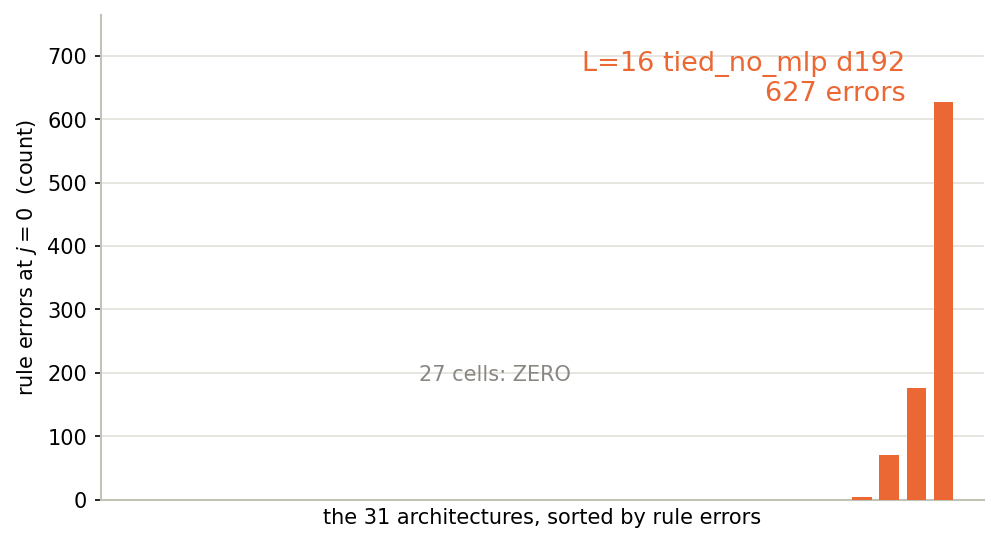 700
600
500
400
300
200
100
0
rule errors at j = 0 (count)
L=16 tied_no_mlp d192
627 errors
27 cells: ZERO
the 31 architectures, sorted by rule errors